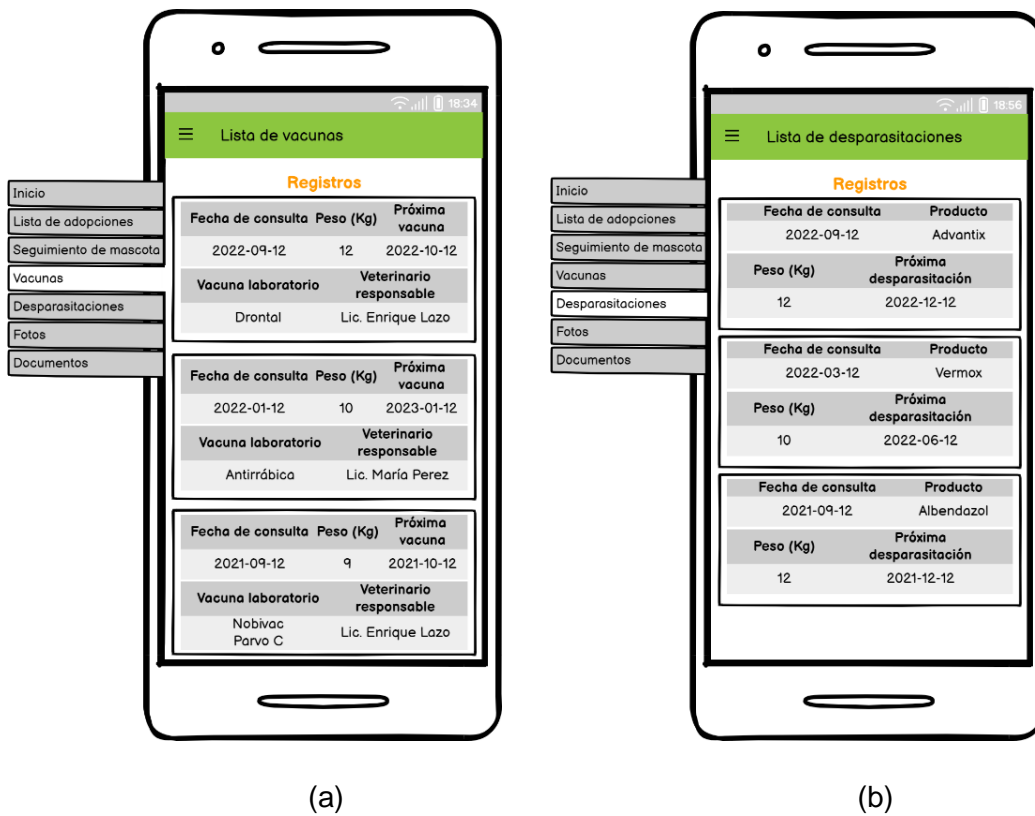 18:34
Lista de vacunas
Inicio
Lista de adopciones
Seguimiento de mascota
Vacunas
Desparasitaciones
Fotos
Documentos
Registros
Fecha de consulta Peso (Kg) Próxima vacuna
2022-09-12 12 2022-10-12
Vacuna laboratorio Veterinario responsable
Drontal Lic. Enrique Lazo
Fecha de consulta Peso (Kg) Próxima vacuna
2022-01-12 10 2023-01-12
Vacuna laboratorio Veterinario responsable
Antirrábica Lic. María Perez
Fecha de consulta Peso (Kg) Próxima vacuna
2021-09-12 9 2021-10-12
Vacuna laboratorio Veterinario responsable
Nobivac Parvo C Lic. Enrique Lazo
(a)
18:56
Lista de desparasitaciones
Inicio
Lista de adopciones
Seguimiento de mascota
Vacunas
Desparasitaciones
Fotos
Documentos
Registros
Fecha de consulta Producto
2022-09-12 Advantix
Peso (Kg) Próxima desparasitación
12 2022-12-12
Fecha de consulta Producto
2022-03-12 Vermox
Peso (Kg) Próxima desparasitación
10 2022-06-12
Fecha de consulta Producto
2021-09-12 Albendazol
Peso (Kg) Próxima desparasitación
12 2021-12-12
(b)